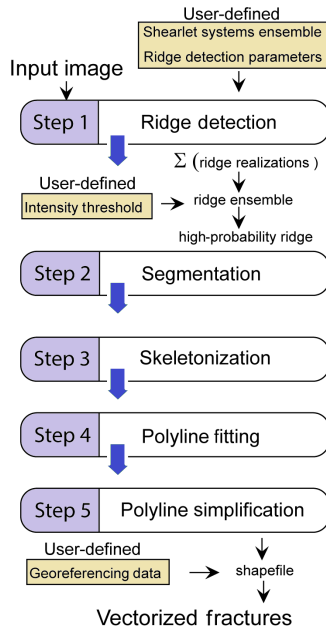 User-defined
Shearlet systems ensemble
Ridge detection parameters
Input image
Step 1 Ridge detection
Σ (ridge realizations)
User-defined
Intensity threshold
ridge ensemble
high-probability ridge
Step 2 Segmentation
Step 3 Skeletonization
Step 4 Polyline fitting
Step 5 Polyline simplification
User-defined
Georeferencing data
shapefile
Vectorized fractures